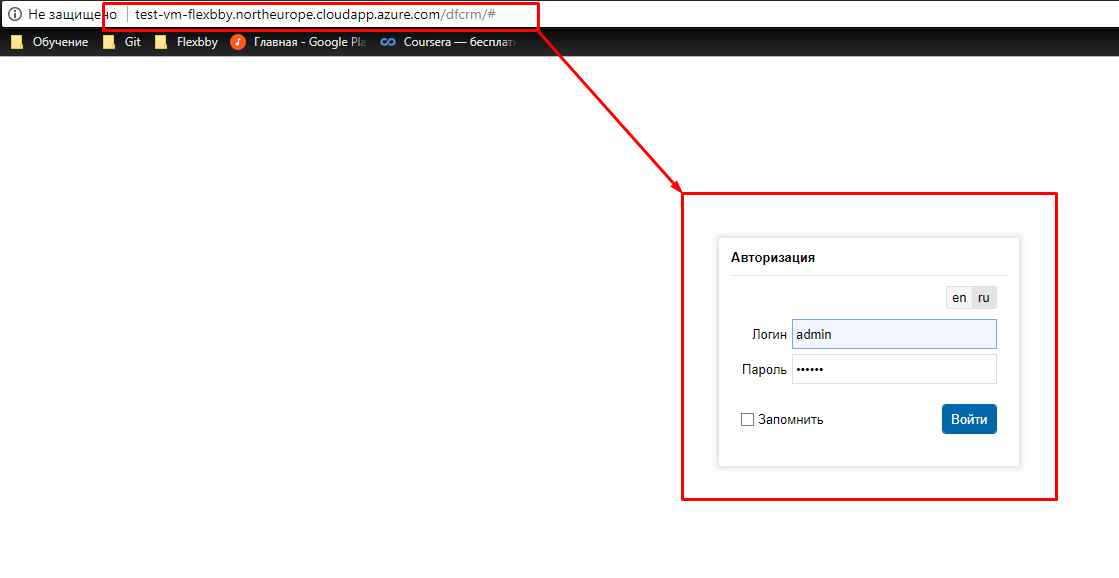 Не защищено test-vm-flexbby.northeurope.cloudapp.azure.com/dfcrm/#
Обучение Git Flexbby Главная - Google Pla Coursera — бесплатн
Авторизация
en ru
Логин admin
Пароль ••••••
Запомнить Войти